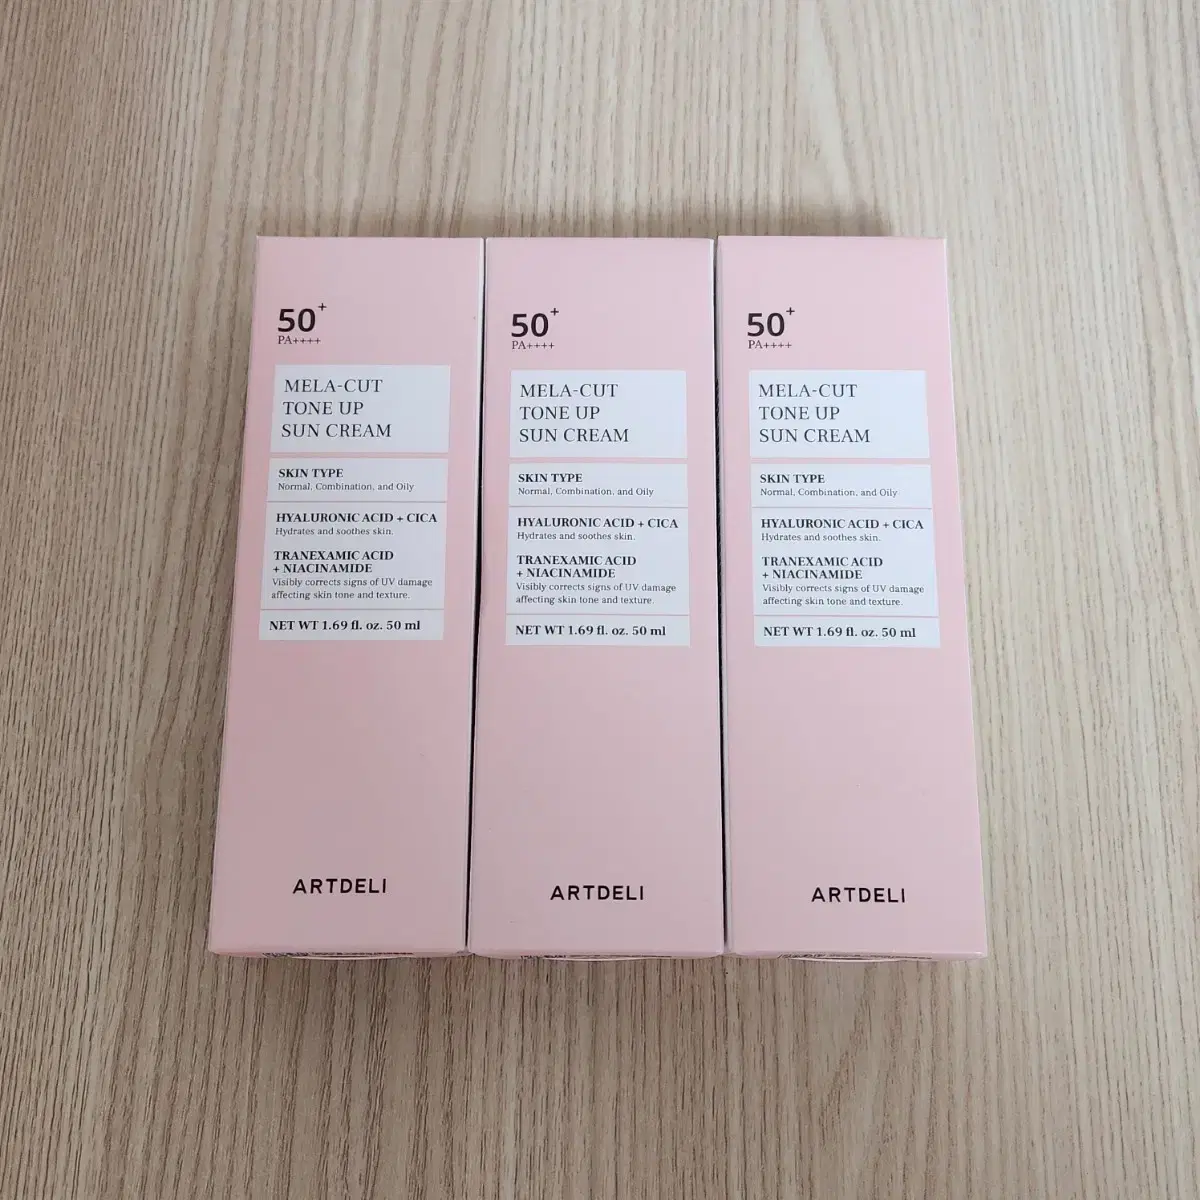 50+
PA++++
MELA-CUT
TONE UP
SUN CREAM
SKIN TYPE
Normal, Combination, and Oily
HYALURONIC ACID + CICA
Hydrates and soothes skin.
TRANEXAMIC ACID
+ NIACINAMIDE
Visibly corrects signs of UV damage
affecting skin tone and texture.
NET WT 1.69 fl. oz. 50 ml
ARTDELI
50+
PA++++
MELA-CUT
TONE UP
SUN CREAM
SKIN TYPE
Normal, Combination, and Oily
HYALURONIC ACID + CICA
Hydrates and soothes skin.
TRANEXAMIC ACID
+ NIACINAMIDE
Visibly corrects signs of UV damage
affecting skin tone and texture.
NET WT 1.69 fl. oz. 50 ml
ARTDELI
50+
PA++++
MELA-CUT
TONE UP
SUN CREAM
SKIN TYPE
Normal, Combination, and Oily
HYALURONIC ACID + CICA
Hydrates and soothes skin.
TRANEXAMIC ACID
+ NIACINAMIDE
Visibly corrects signs of UV damage
affecting skin tone and texture.
NET WT 1.69 fl. oz. 50 ml
ARTDELI